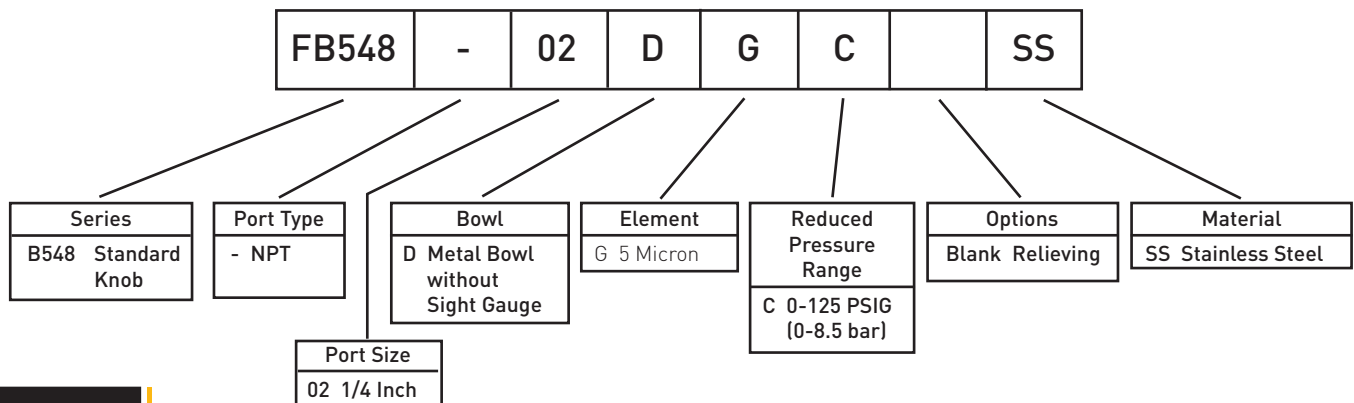 FB548 - 02 D G C SS
Series
B548 Standard
Knob
Port Type
- NPT
Port Size
02 1/4 Inch
Bowl
D Metal Bowl
without
Sight Gauge
Element
G 5 Micron
Reduced
Pressure
Range
C 0-125 PSIG
(0-8.5 bar)
Options
Blank Relieving
Material
SS Stainless Steel